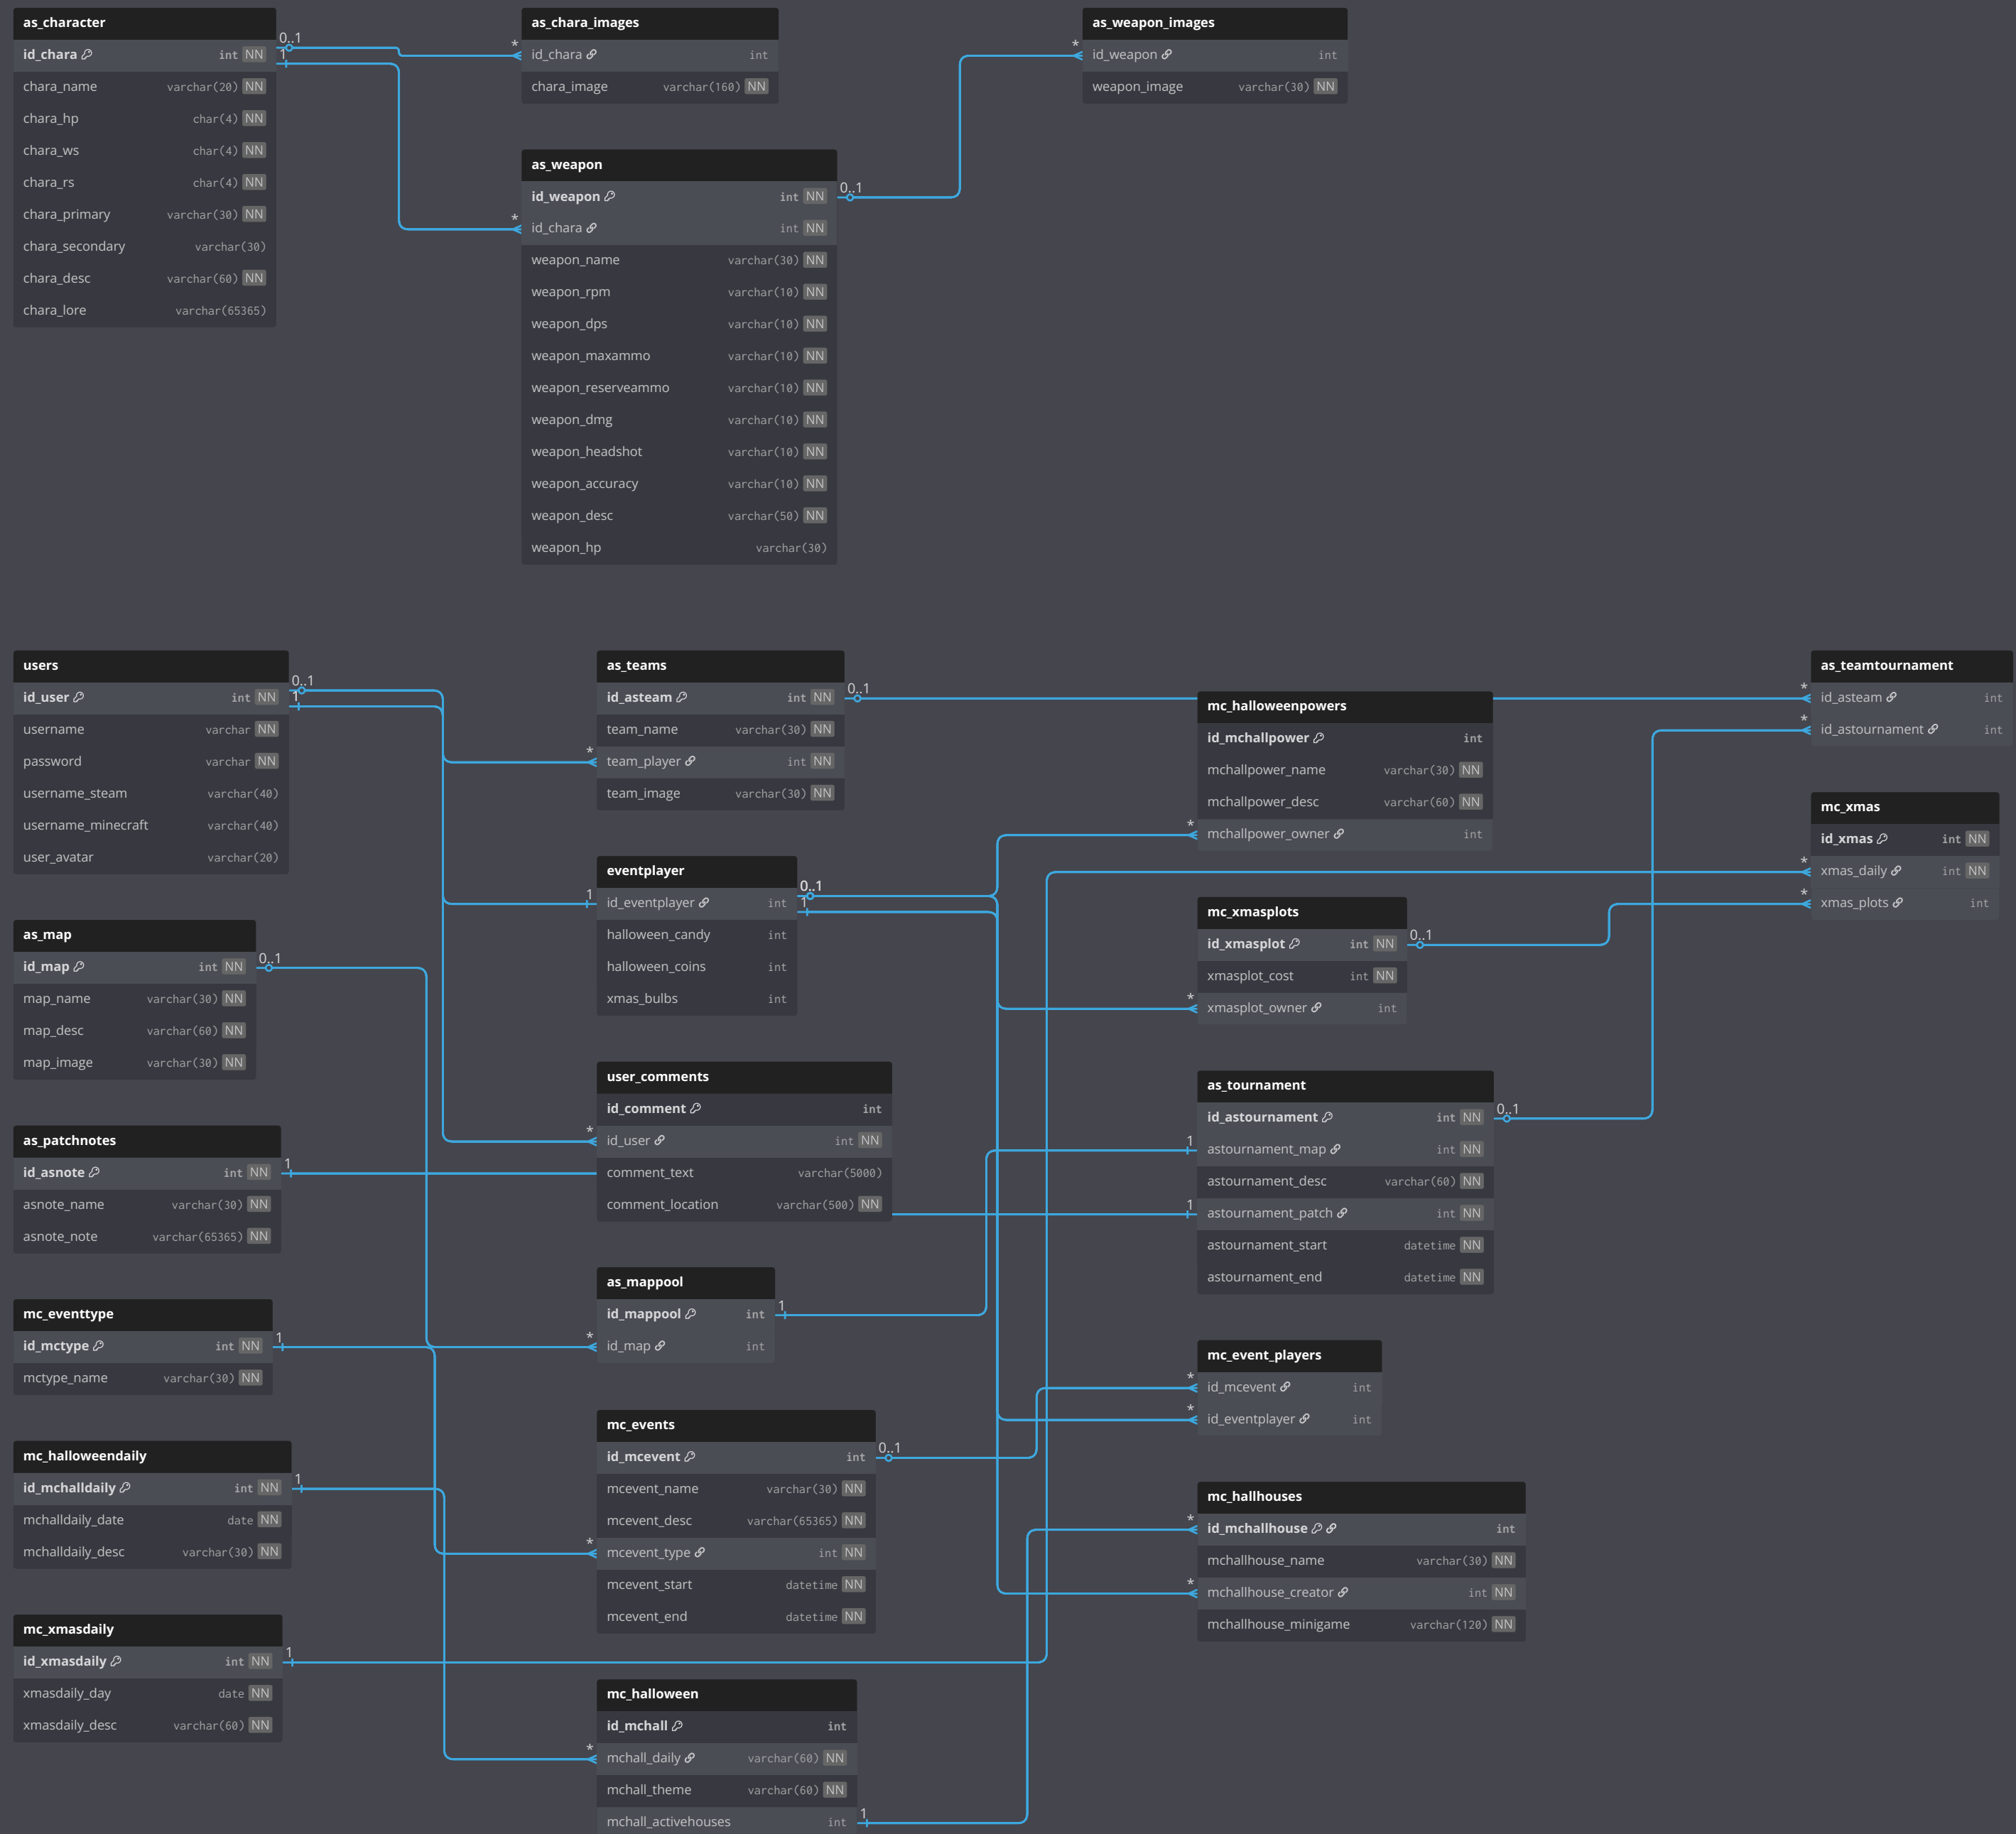 as_character
id_chara int NN
chara_name varchar(20) NN
chara_hp char(4) NN
chara_ws char(4) NN
chara_rs char(4) NN
chara_primary varchar(30) NN
chara_secondary varchar(30)
chara_desc varchar(60) NN
chara_lore varchar(65365)
0..1
1
as_chara_images
* id_chara int
chara_image varchar(160) NN
as_weapon_images
* id_weapon int
weapon_image varchar(30) NN
as_weapon
id_weapon int NN 0..1
* id_chara int NN
weapon_name varchar(30) NN
weapon_rpm varchar(10) NN
weapon_dps varchar(10) NN
weapon_maxammo varchar(10) NN
weapon_reserveammo varchar(10) NN
weapon_dmg varchar(10) NN
weapon_headshot varchar(10) NN
weapon_accuracy varchar(10) NN
weapon_desc varchar(50) NN
weapon_hp varchar(30)
users
id_user int NN
username varchar NN
password varchar NN
username_steam varchar(40)
username_minecraft varchar(40)
user_avatar varchar(20)
0..1
1
as_map
id_map int NN 0..1
map_name varchar(30) NN
map_desc varchar(60) NN
map_image varchar(30) NN
as_patchnotes
id_asnote int NN 1
asnote_name varchar(30) NN
asnote_note varchar(65365) NN
mc_eventtype
id_mctype int NN 1
mctype_name varchar(30) NN
mc_halloweendaily
id_mchalldaily int NN 1
mchalldaily_date date NN
mchalldaily_desc varchar(30) NN
mc_xmasdaily
id_xmasdaily int NN 1
xmasdaily_day date NN
xmasdaily_desc varchar(60) NN
as_teams
id_asteam int NN 0..1
team_name varchar(30) NN
* team_player int NN
team_image varchar(30) NN
eventplayer
1 id_eventplayer int
halloween_candy int
halloween_coins int
xmas_bulbs int
0..1
1
user_comments
id_comment int
* id_user int NN
comment_text varchar(5000)
comment_location varchar(500) NN
as_mappool
id_mappool int 1
* id_map int
mc_events
id_mcevent int 0..1
mcevent_name varchar(30) NN
mcevent_desc varchar(65365) NN
* mcevent_type int NN
mcevent_start datetime NN
mcevent_end datetime NN
mc_halloween
id_mchall int
* mchall_daily varchar(60) NN
mchall_theme varchar(60) NN
mchall_activehouses int 1
mc_halloweenpowers
id_mchallpower int
mchallpower_name varchar(30) NN
mchallpower_desc varchar(60) NN
* mchallpower_owner int
mc_xmasplots
id_xmasplot int NN 0..1
xmasplot_cost int NN
* xmasplot_owner int
as_tournament
id_astournament int NN 0..1
1 astournament_map int NN
astournament_desc varchar(60) NN
1 astournament_patch int NN
astournament_start datetime NN
astournament_end datetime NN
mc_event_players
* id_mcevent int
* id_eventplayer int
mc_hallhouses
* id_mchallhouse int
mchallhouse_name varchar(30) NN
* mchallhouse_creator int NN
mchallhouse_minigame varchar(120) NN
as_teamtournament
* id_asteam int
* id_astournament int
mc_xmas
id_xmas int NN
* xmas_daily int NN
* xmas_plots int